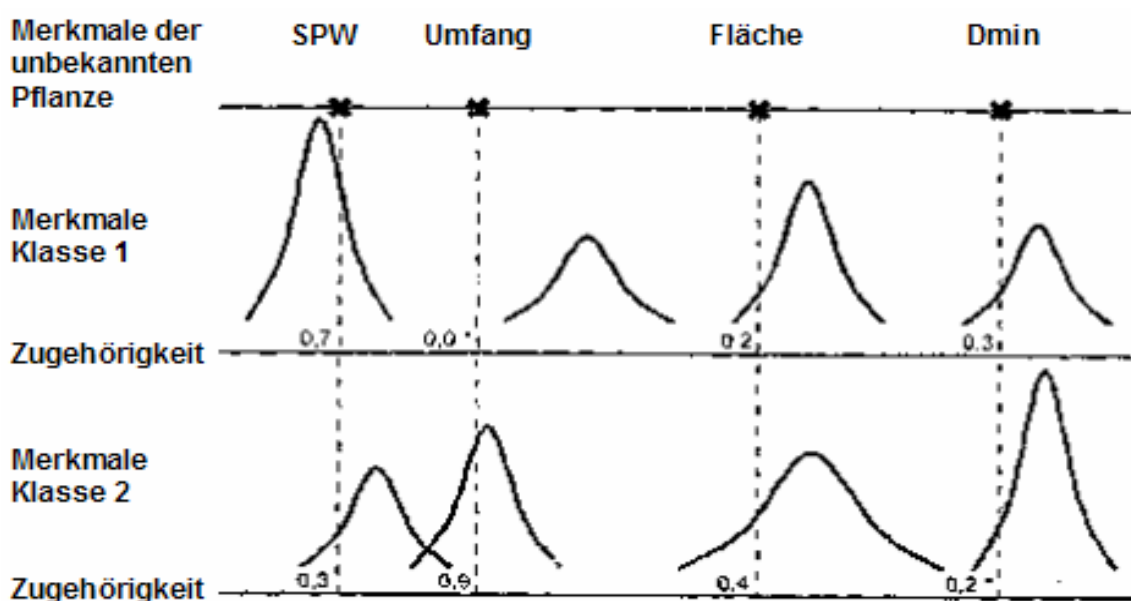 Merkmale der unbekannten Pflanze
SPW Umfang Fläche Dmin
Merkmale
Klasse 1
0,7 0,0 0,2 0,3
Zugehörigkeit
Merkmale
Klasse 2
0,3 0,9 0,4 0,2
Zugehörigkeit